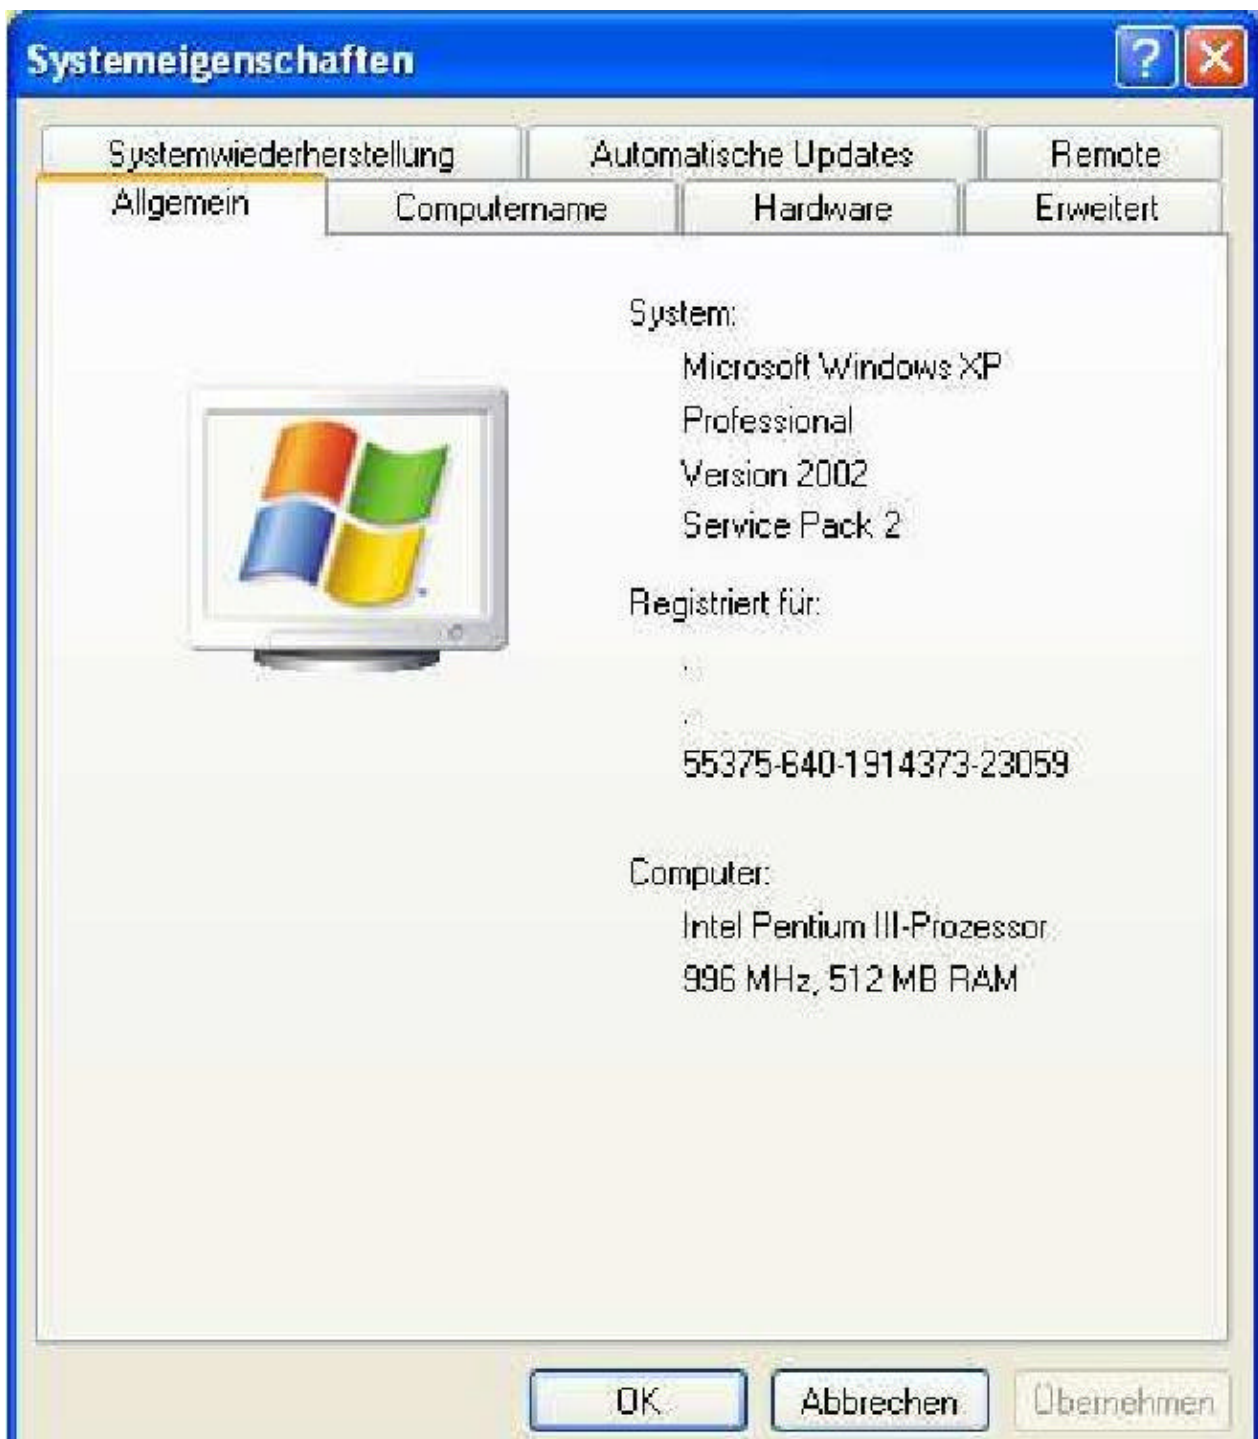 Systemeigenschaften
Systemwiederherstellung Automatische Updates Remote
Allgemein Computername Hardware Erweitert
System:
Microsoft Windows XP
Professional
Version 2002
Service Pack 2
Registriert für:
.
.
55375-640-1914373-23059
Computer:
Intel Pentium III-Prozessor
996 MHz, 512 MB RAM
OK Abbrechen Übernehmen